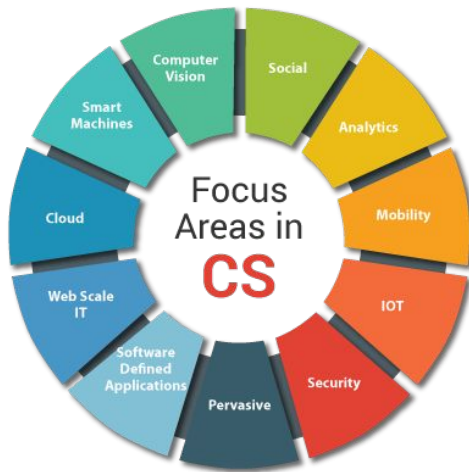 Focus
Areas in
CS
Social
Analytics
Mobility
IOT
Security
Pervasive
Software
Defined
Applications
Web Scale
IT
Cloud
Smart
Machines
Computer
Vision